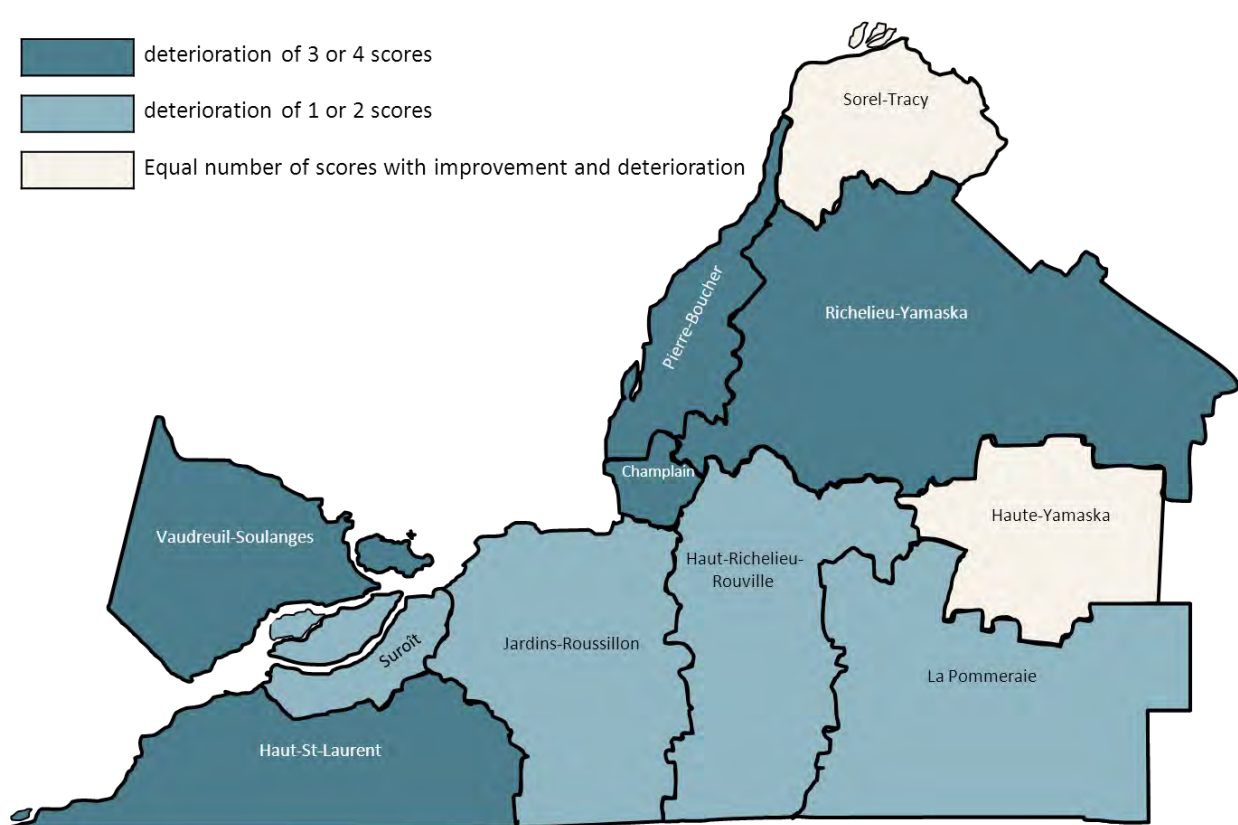 deterioration of 3 or 4 scores
deterioration of 1 or 2 scores
Equal number of scores with improvement and deterioration
Sorel-Tracy
Pierre-Boucher
Richelieu-Yamaska
Champlain
Haute-Yamaska
Vaudreuil-Soulanges
Haut-Richelieu-
Rouville
Suroît
Jardins-Roussillon
La Pommeraie
Haut-St-Laurent